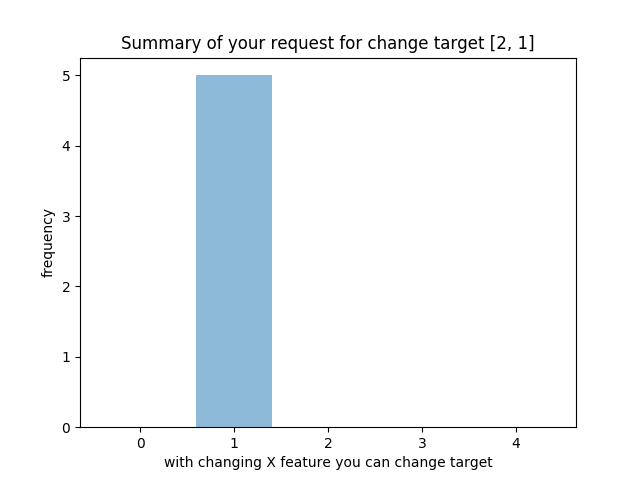 Summary of your request for change target [2, 1]
5
4
3
2
1
0
frequency
0 1 2 3 4
with changing X feature you can change target